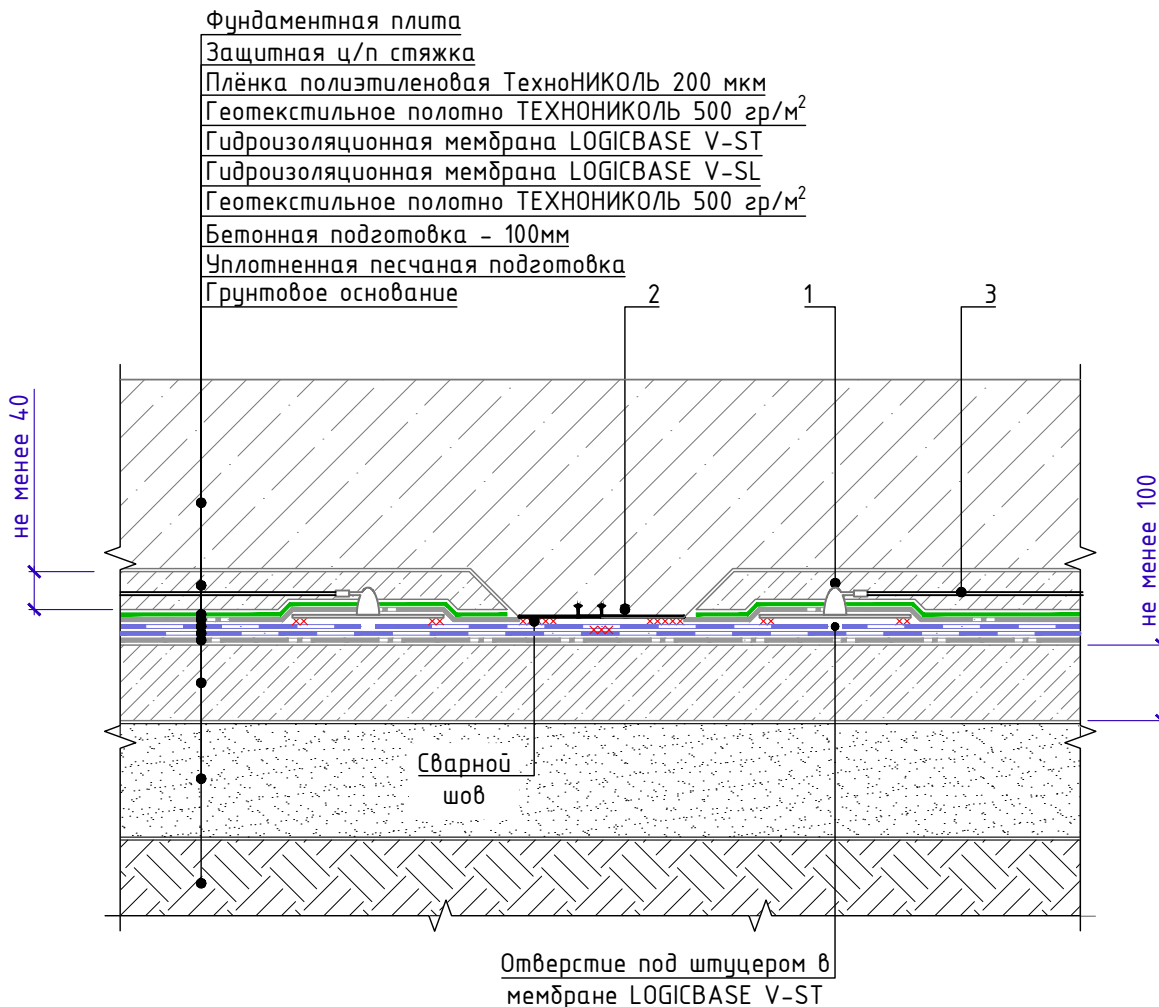 Фундаментная плита
Защитная ц/п стяжка
Плёнка полиэтиленовая ТехноНИКОЛЬ 200 мкм
Геотекстильное полотно ТЕХНОНИКОЛЬ 500 гр/м²
Гидроизоляционная мембрана LOGICBASE V-ST
Гидроизоляционная мембрана LOGICBASE V-SL
Геотекстильное полотно ТЕХНОНИКОЛЬ 500 гр/м²
Бетонная подготовка - 100мм
Уплотненная песчаная подготовка
Грунтовое основание
2
1
3
не менее 40
не менее 100
Сварной
шов
Отверстие под штуцером в
мембране LOGICBASE V-ST